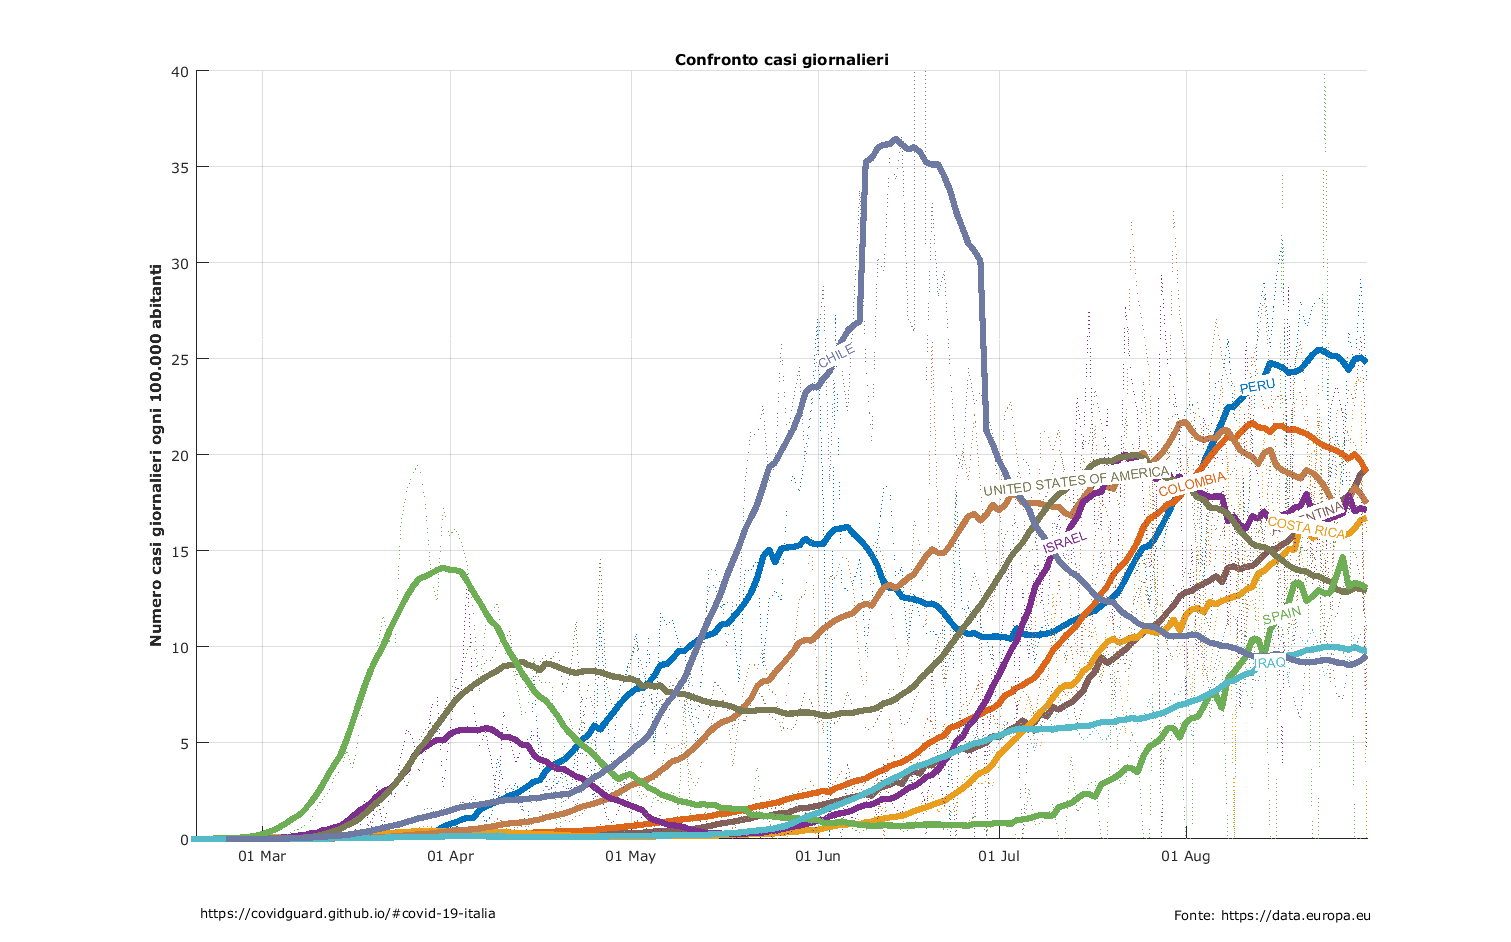 Confronto casi giornalieri
Numero casi giornalieri ogni 100.000 abitanti
40
35
30
25
20
15
10
5
0
CHILE
PERU
UNITED STATES OF AMERICA
COLOMBIA
NTINA
COSTA RICA
ISRAEL
SPAIN
IRAQ
01 Mar
01 Apr
01 May
01 Jun
01 Jul
01 Aug
https://covidguard.github.io/#covid-19-italia
Fonte: https://data.europa.eu